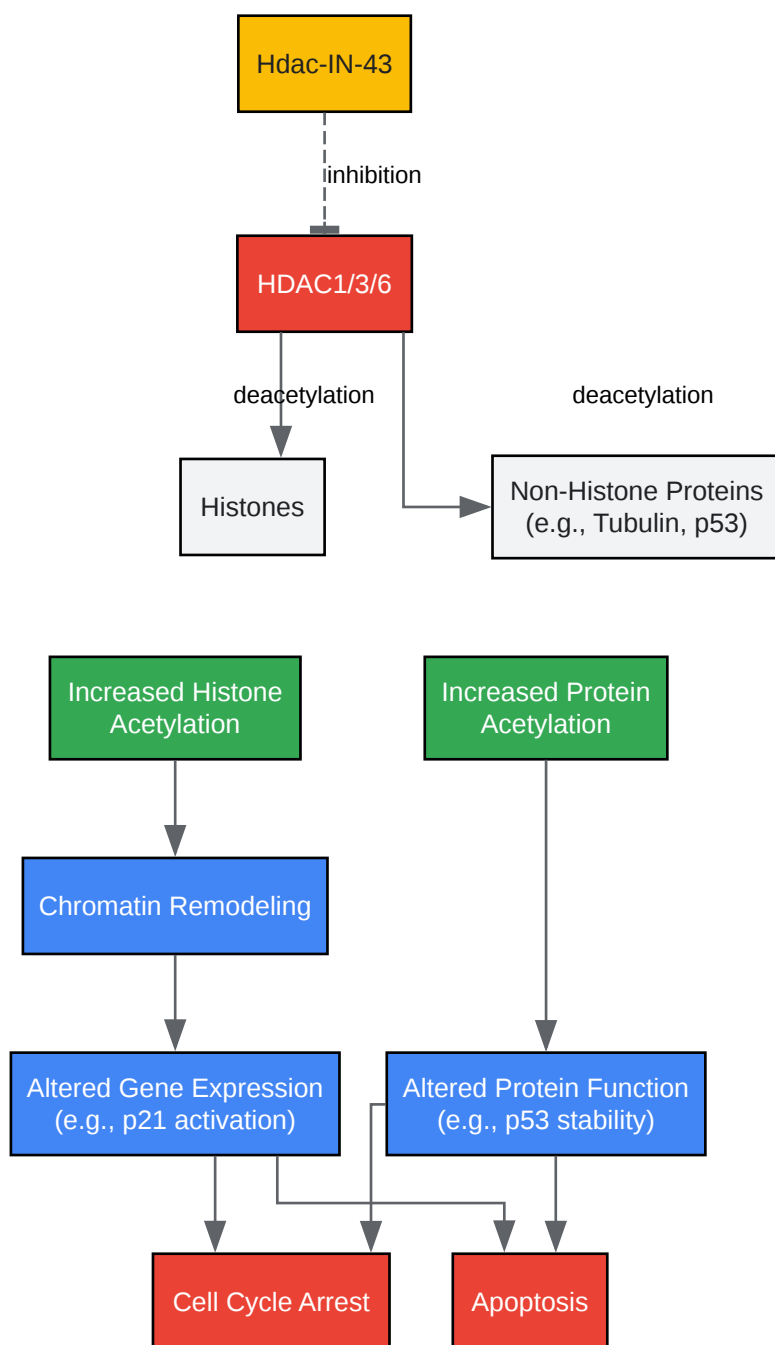 Hdac-IN-43
inhibition
HDAC1/3/6
deacetylation
deacetylation
Histones
Non-Histone Proteins
(e.g., Tubulin, p53)
Increased Histone
Acetylation
Increased Protein
Acetylation
Chromatin Remodeling
Altered Gene Expression
(e.g., p21 activation)
Altered Protein Function
(e.g., p53 stability)
Cell Cycle Arrest
Apoptosis